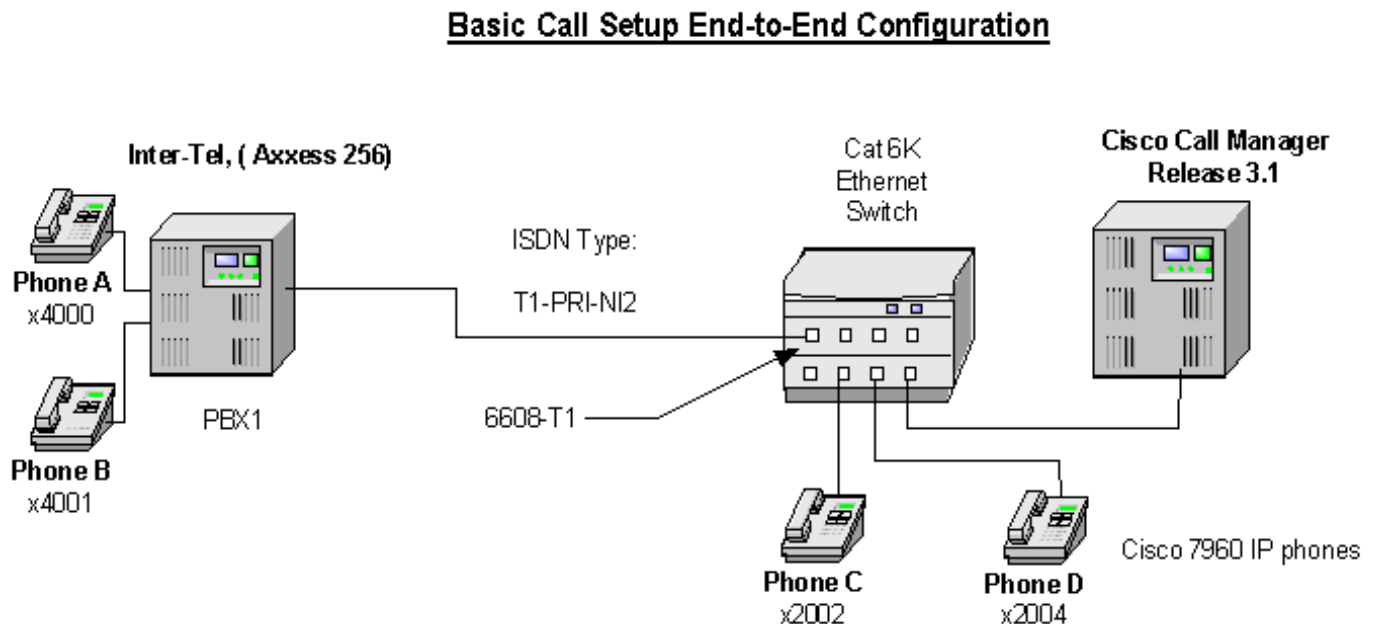 Basic Call Setup End-to-End Configuration
Inter-Tel, ( Axxess 256)
Cat 6K
Ethernet
Switch
Cisco Call Manager
Release 3.1
Phone A
x4000
ISDN Type:
T1-PRI-NI2
PBX1
6608-T1
Phone B
x4001
Phone C
x2002
Phone D
x2004
Cisco 7960 IP phones